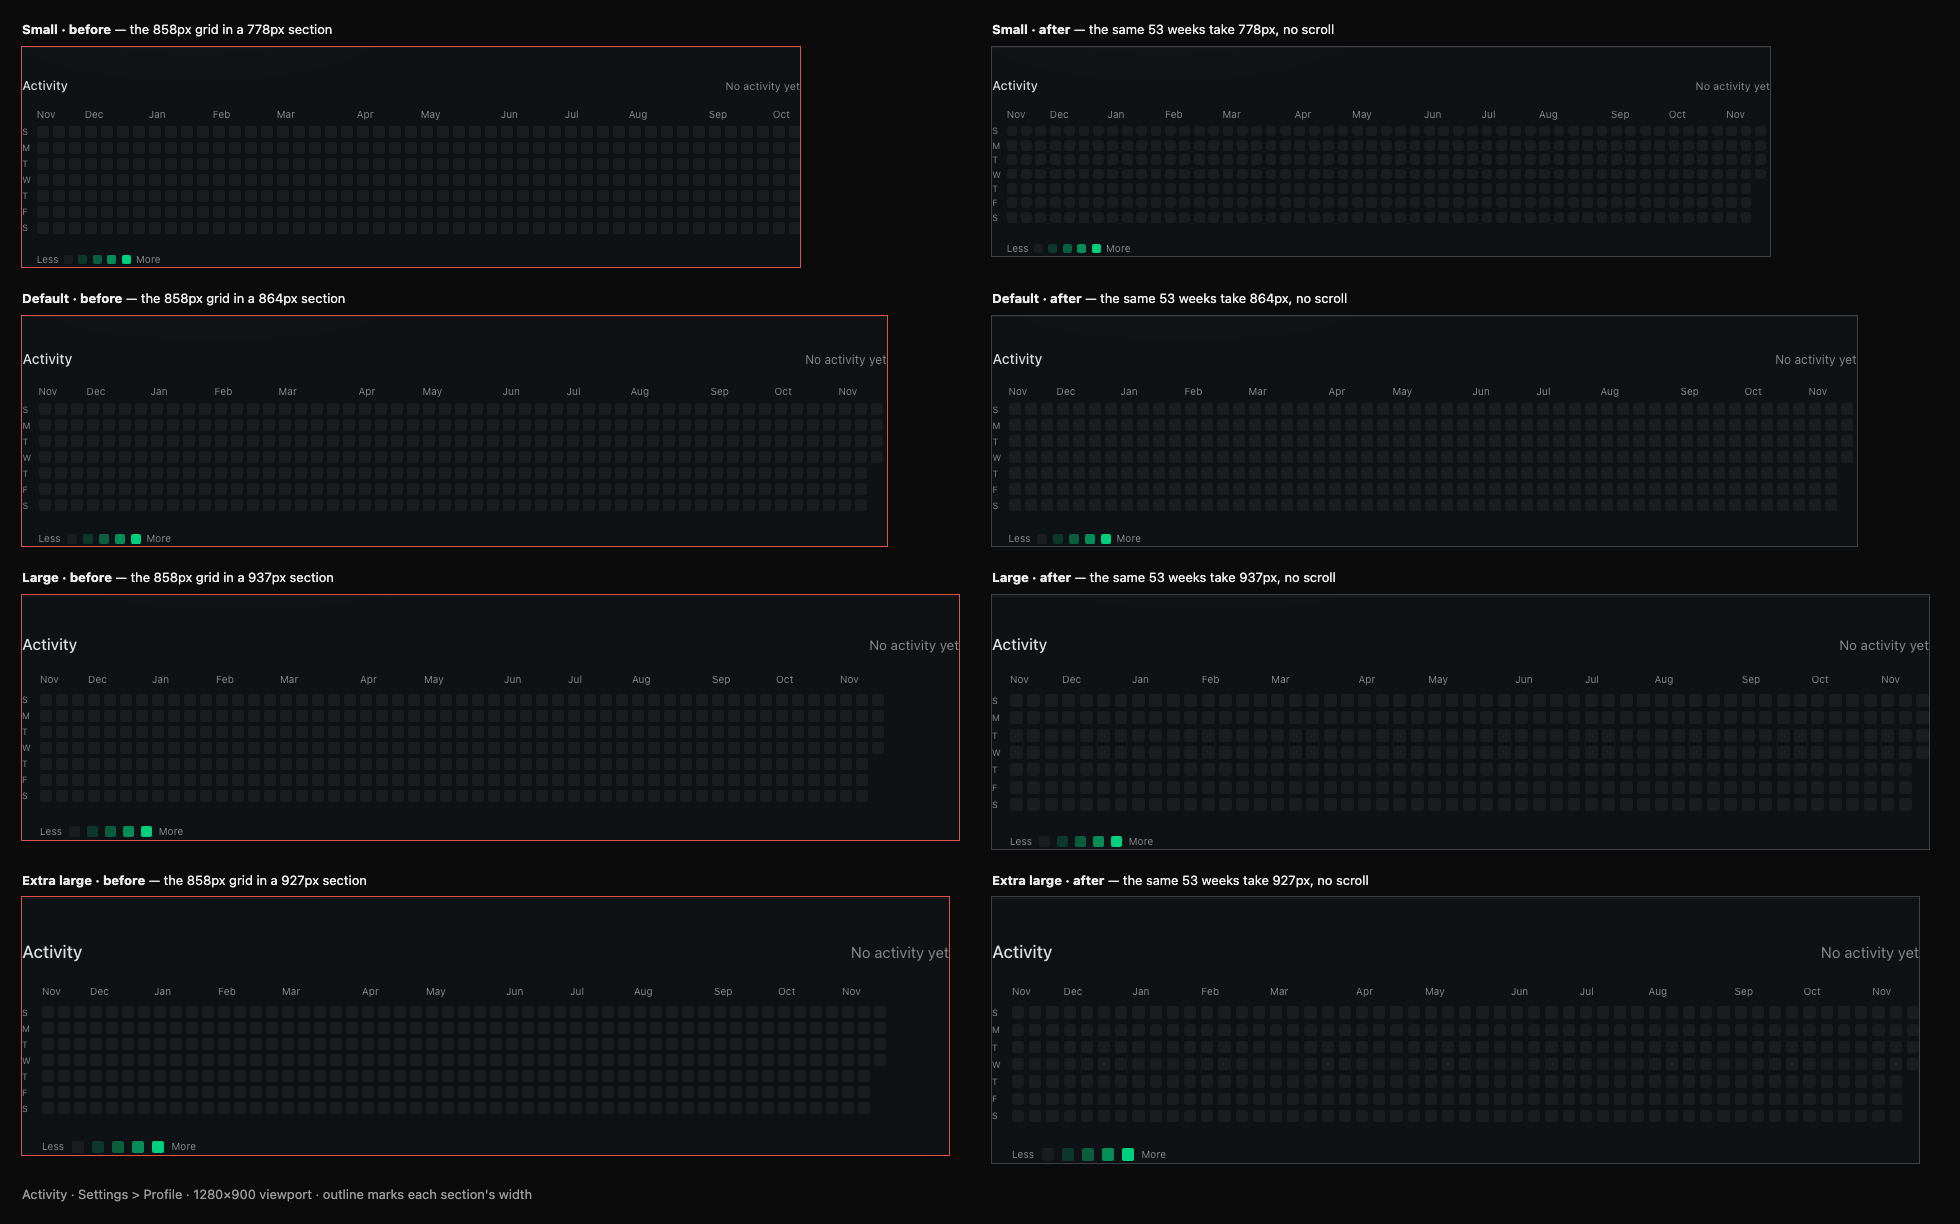 Small · before — the 858px grid in a 778px section
Activity
No activity yet
Nov Dec Jan Feb Mar Apr May Jun Jul Aug Sep Oct
S
M
T
W
T
F
S
Less More
Small · after — the same 53 weeks take 778px, no scroll
Activity
No activity yet
Nov Dec Jan Feb Mar Apr May Jun Jul Aug Sep Oct Nov
S
M
T
W
T
F
S
Less More
Default · before — the 858px grid in a 864px section
Activity
No activity yet
Nov Dec Jan Feb Mar Apr May Jun Jul Aug Sep Oct Nov
S
M
T
W
T
F
S
Less More
Default · after — the same 53 weeks take 864px, no scroll
Activity
No activity yet
Nov Dec Jan Feb Mar Apr May Jun Jul Aug Sep Oct Nov
S
M
T
W
T
F
S
Less More
Large · before — the 858px grid in a 937px section
Activity
No activity yet
Nov Dec Jan Feb Mar Apr May Jun Jul Aug Sep Oct Nov
S
M
T
W
T
F
S
Less More
Large · after — the same 53 weeks take 937px, no scroll
Activity
No activity yet
Nov Dec Jan Feb Mar Apr May Jun Jul Aug Sep Oct Nov
S
M
T
W
T
F
S
Less More
Extra large · before — the 858px grid in a 927px section
Activity
No activity yet
Nov Dec Jan Feb Mar Apr May Jun Jul Aug Sep Oct Nov
S
M
T
W
T
F
S
Less More
Extra large · after — the same 53 weeks take 927px, no scroll
Activity
No activity yet
Nov Dec Jan Feb Mar Apr May Jun Jul Aug Sep Oct Nov
S
M
T
W
T
F
S
Less More
Activity · Settings > Profile · 1280×900 viewport · outline marks each section's width